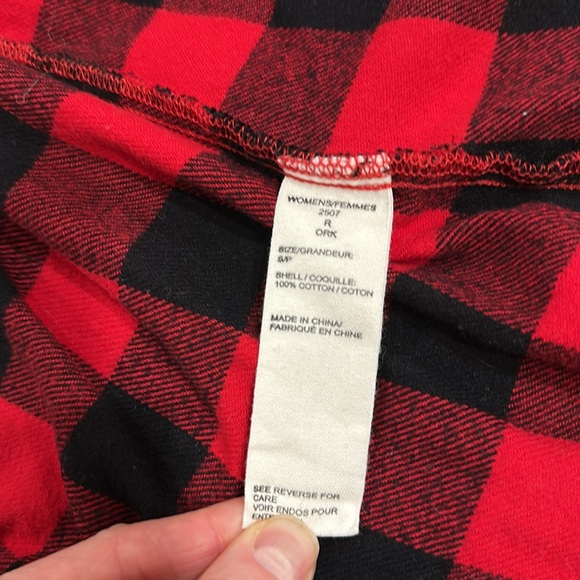 WOMENS/FEMMES
2507
R
ORK
SIZE/GRANDEUR:
S/P
SHELL / COQUILLE:
100% COTTON / COTON
MADE IN CHINA/
FABRIQUÉ EN CHINE
SEE REVERSE FOR
CARE
VOIR ENDOS POUR